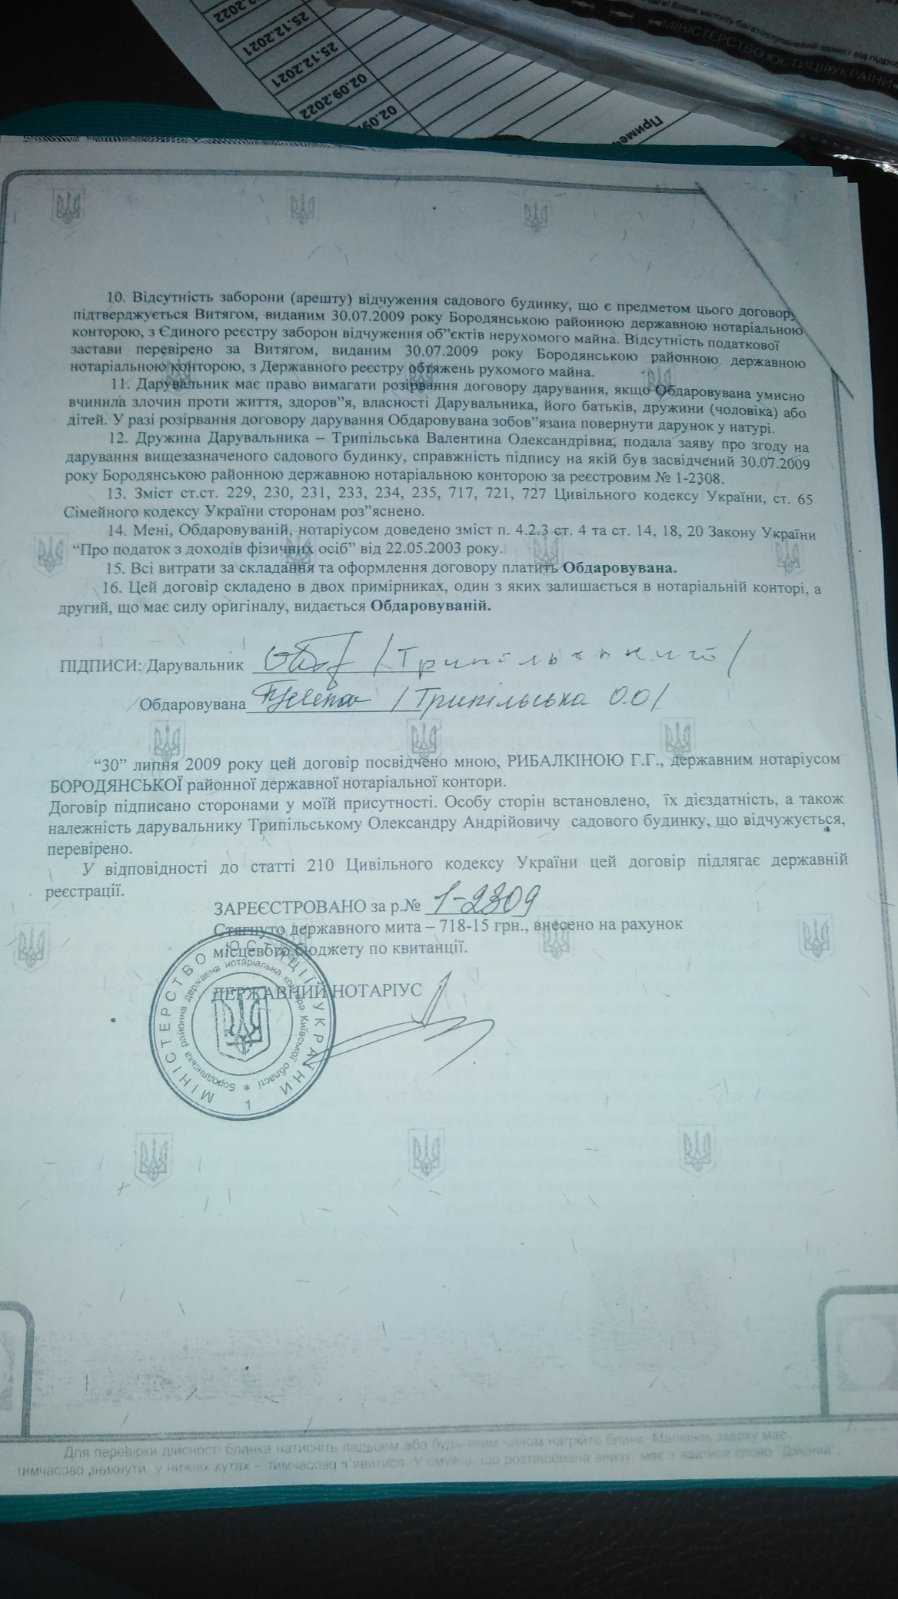 25.12.2021
25.12.2021
02.09.2022
МІНІСТЕРСТВО ЮСТИЦІЇ УКРАЇНИ
10. Відсутність заборони (арешту) відчуження садового будинку, що є предметом цього договору
підтверджується Витягом, виданим 30.07.2009 року Бородянською районною державною нотаріальною
конторою, з Єдиного реєстру заборон відчуження об"єктів нерухомого майна. Відсутність податкової
застави перевірено за Витягом, виданим 30.07.2009 року Бородянською районною державною
нотаріальною конторою, з Державного реєстру обтяжень рухомого майна.
11. Дарувальник має право вимагати розірвання договору дарування, якщо Обдаровувана умисно
вчинила злочин проти життя, здоров"я, власності Дарувальника, його батьків, дружини (чоловіка) або
дітей. У разі розірвання договору дарування Обдаровувана зобов"язана повернути дарунок у натурі.
12. Дружина Дарувальника – Трипільська Валентина Олександрівна, подала заяву про згоду на
дарування вищезазначеного садового будинку, справжність підпису на якій був засвідчений 30.07.2009
року Бородянською районною державною нотаріальною конторою за реєстровим № 1-2308.
13. Зміст ст.ст. 229, 230, 231, 233, 234, 235, 717, 721, 727 Цивільного кодексу України, ст. 65
Сімейного кодексу України сторонам роз"яснено.
14. Мені, Обдаровуваній, нотаріусом доведено зміст п. 4.2.3 ст. 4 та ст. 14, 18, 20 Закону України
“Про податок з доходів фізичних осіб” від 22.05.2003 року.
15. Всі витрати за складання та оформлення договору платить Обдаровувана.
16. Цей договір складено в двох примірниках, один з яких залишається в нотаріальній конторі, а
другий, що має силу оригіналу, видається Обдаровуваній.
ПІДПИСИ: Дарувальник
Обдаровувана / Трипільська О.О/
“30” липня 2009 року цей договір посвідчено мною, РИБАЛКІНОЮ Г.Г., державним нотаріусом
БОРОДЯНСЬКОЇ районної державної нотаріальної контори.
Договір підписано сторонами у моїй присутності. Особу сторін встановлено, їх дієздатність, а також
належність дарувальнику Трипільському Олександру Андрійовичу садового будинку, що відчужується,
перевірено.
У відповідності до статті 210 Цивільного кодексу України цей договір підлягає державній
реєстрації.
ЗАРЕЄСТРОВАНО за р.№ 1-2309
Стягнуто державного мита – 718-15 грн., внесено на рахунок
місцевого бюджету по квитанції.
ДЕРЖАВНИЙ НОТАРІУС
МІНІСТЕРСТВО ЮСТИЦІЇ УКРАЇНИ
Бородянська районна державна нотаріальна контора Київської області
1
Для перевірки дійсності бланка натисніть пальцем або будь-яким чином нагрійте бланк. Малюнок зверху має
тимчасово зникнути, у нижніх кутах – тимчасово з'явитися.